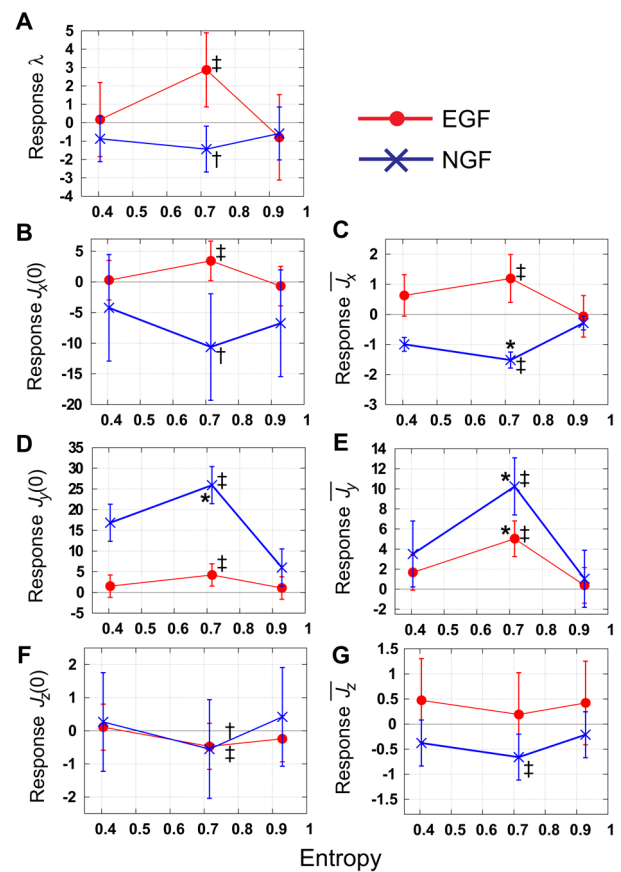 A
Response λ
5
4
3
2
1
0
-1
-2
-3
-4
‡
†
0.4 0.5 0.6 0.7 0.8 0.9 1
EGF
NGF
B
Response Jx(0)
5
0
-5
-10
-15
-20
‡
†
0.4 0.5 0.6 0.7 0.8 0.9 1
C
Response Jx
2
1
0
-1
-2
-3
‡
*
‡
0.4 0.5 0.6 0.7 0.8 0.9 1
D
Response Jy(0)
35
30
25
20
15
10
5
0
‡
*
‡
0.4 0.5 0.6 0.7 0.8 0.9 1
E
Response Jy
14
12
10
8
6
4
2
0
-2
* ‡
* ‡
0.4 0.5 0.6 0.7 0.8 0.9 1
F
Response Jz(0)
2
1
0
-1
-2
†
‡
0.4 0.5 0.6 0.7 0.8 0.9 1
G
Response Jz
1.5
1
0.5
0
-0.5
-1
-1.5
‡
0.4 0.5 0.6 0.7 0.8 0.9 1
Entropy